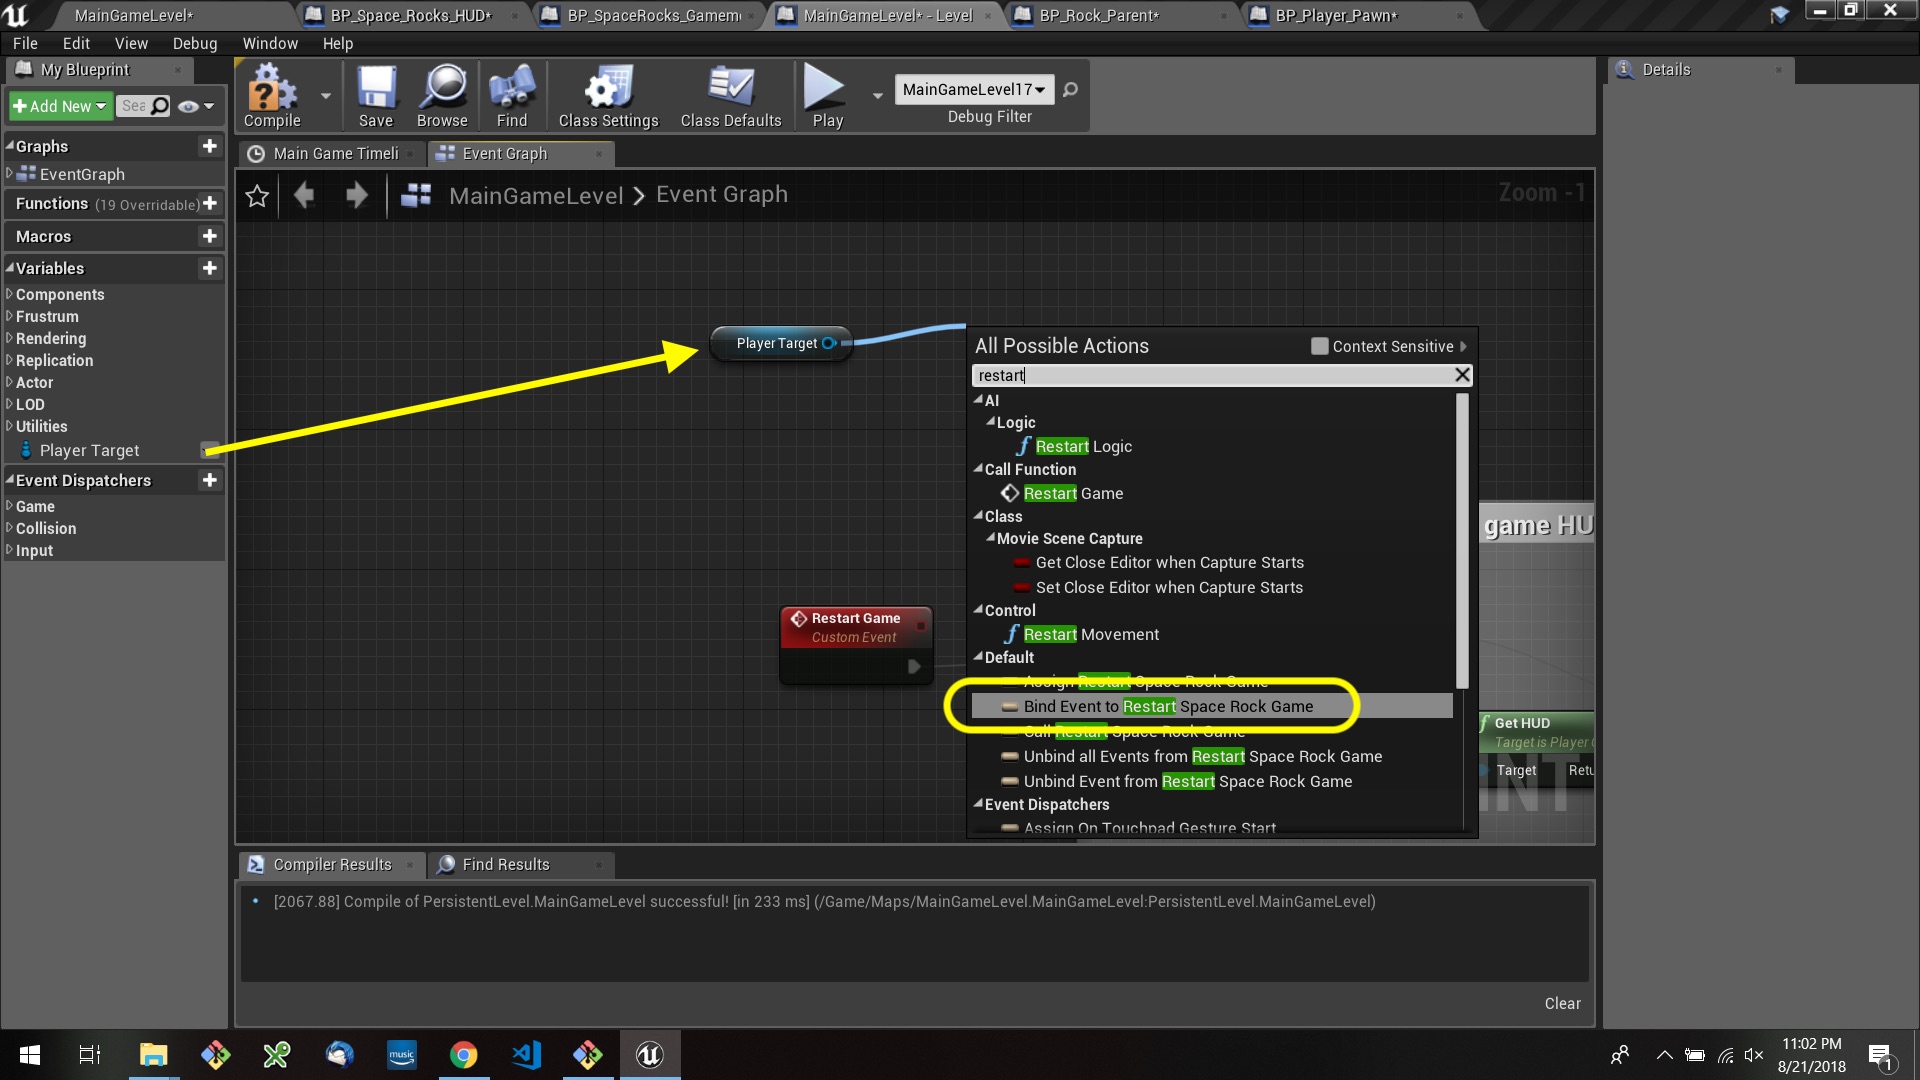 MainGameLevel*
BP_Space_Rocks_HUD*
BP_SpaceRocks_Gamem
MainGameLevel* - Level
BP_Rock_Parent*
BP_Player_Pawn*
File Edit View Debug Window Help
My Blueprint
Details
Add New
Sea
Compile
Save
Browse
Find
Class Settings
Class Defaults
Play
MainGameLevel17
Debug Filter
Main Game Timeli
Event Graph
MainGameLevel > Event Graph
Zoom -1
Graphs
EventGraph
Functions (19 Overridable)
Macros
Variables
Components
Frustrum
Rendering
Replication
Actor
LOD
Utilities
Player Target
Event Dispatchers
Game
Collision
Input
Player Target
Restart Game
Custom Event
All Possible Actions
Context Sensitive
restart
AI
Logic
Restart Logic
Call Function
Restart Game
Class
Movie Scene Capture
Get Close Editor when Capture Starts
Set Close Editor when Capture Starts
Control
Restart Movement
Default
Assign Restart Space Rock Game
Bind Event to Restart Space Rock Game
Call Restart Space Rock Game
Unbind all Events from Restart Space Rock Game
Unbind Event from Restart Space Rock Game
Event Dispatchers
Assign On Touchpad Gesture Start
game HU
Get HUD
Target is Player
Target
Retu
INT
Compiler Results
Find Results
[2067.88] Compile of PersistentLevel.MainGameLevel successful! [in 233 ms] (/Game/Maps/MainGameLevel.MainGameLevel:PersistentLevel.MainGameLevel)
Clear
music
11:02 PM
8/21/2018
1